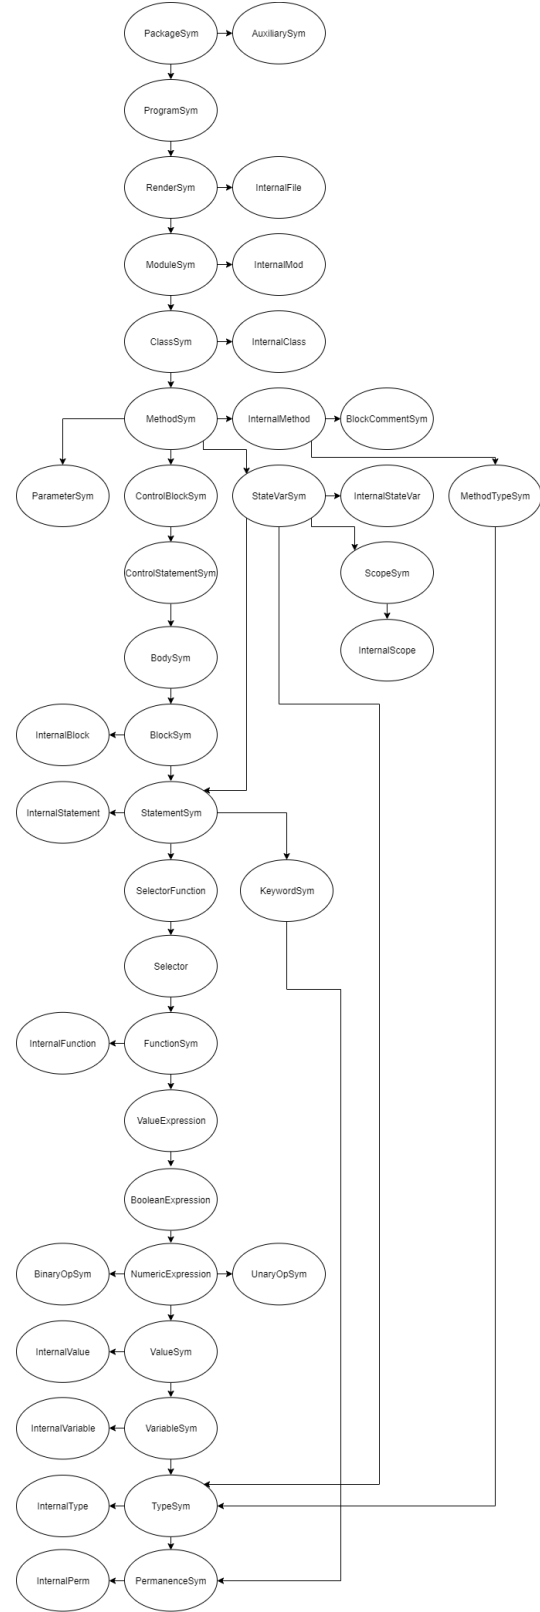 PackageSym
AuxiliarySym
ProgramSym
RenderSym
InternalFile
ModuleSym
InternalMod
ClassSym
InternalClass
MethodSym
InternalMethod
BlockCommentSym
ParameterSym
ControlBlockSym
StateVarSym
InternalStateVar
MethodTypeSym
ControlStatementSym
ScopeSym
BodySym
InternalScope
InternalBlock
BlockSym
InternalStatement
StatementSym
SelectorFunction
KeywordSym
Selector
InternalFunction
FunctionSym
ValueExpression
BooleanExpression
BinaryOpSym
NumericExpression
UnaryOpSym
InternalValue
ValueSym
InternalVariable
VariableSym
InternalType
TypeSym
InternalPerm
PermanenceSym